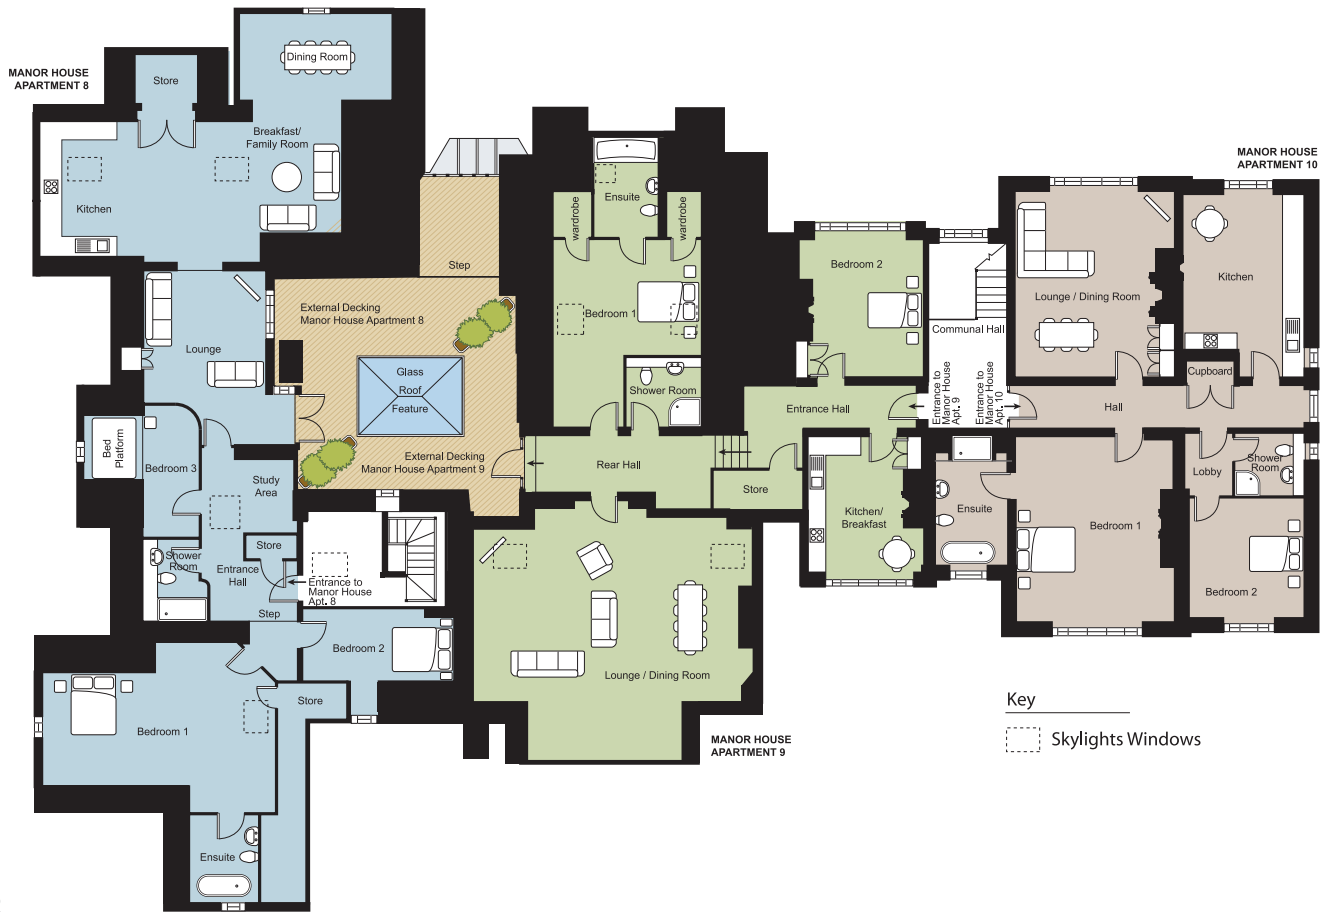 MANOR HOUSE
APARTMENT 8
Store
Dining Room
Breakfast/
Family Room
Kitchen
Lounge
Step
External Decking
Manor House Apartment 8
Glass
Roof
Feature
External Decking
Manor House Apartment 9
Bed
Platform
Bedroom 3
Study
Area
Shower
Room
Store
Entrance
Hall
Entrance to
Manor House
Apt. 8
Step
Bedroom 2
Store
Bedroom 1
Ensuite
wardrobe
Ensuite
wardrobe
Bedroom 1
Shower Room
Rear Hall
Store
Entrance Hall
Bedroom 2
Kitchen/
Breakfast
Lounge / Dining Room
MANOR HOUSE
APARTMENT 9
Communal Hall
Entrance to
Manor House
Apt. 9
Entrance to
Manor House
Apt. 10
MANOR HOUSE
APARTMENT 10
Lounge / Dining Room
Kitchen
Cupboard
Hall
Ensuite
Bedroom 1
Lobby
Shower
Room
Bedroom 2
Key
Skylights Windows